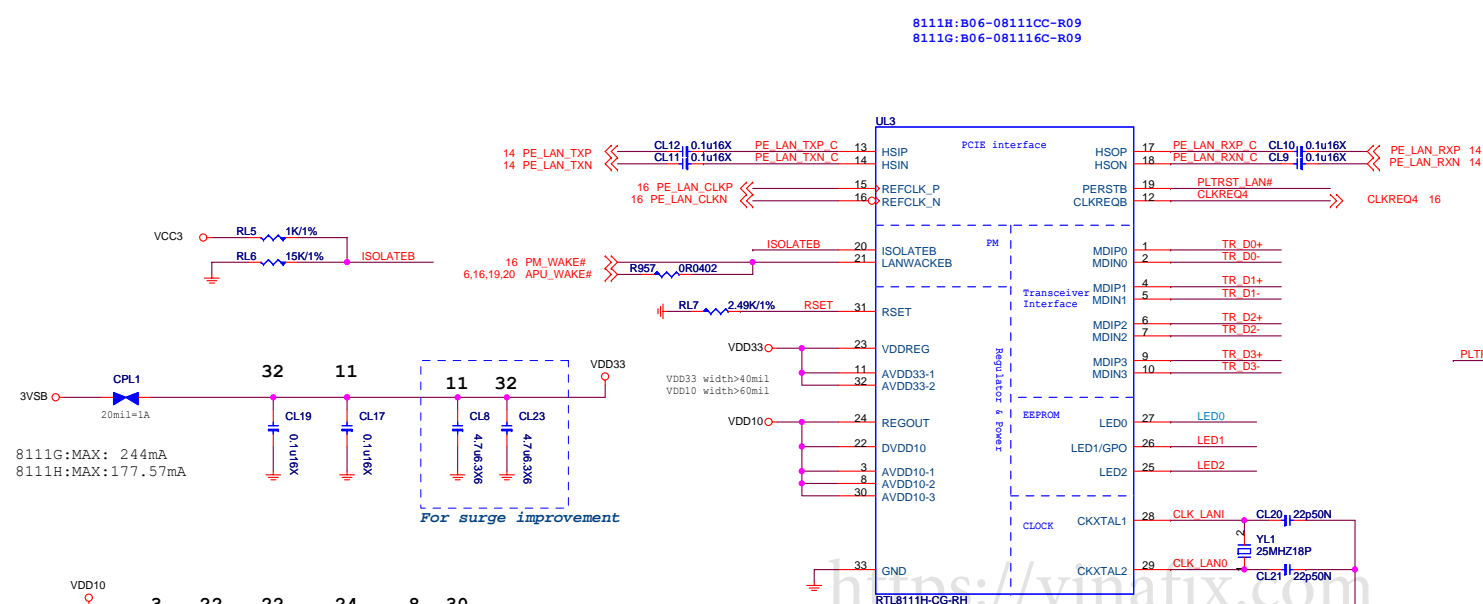 8111H:B06-08111CC-R09
8111G:B06-081116C-R09
UL3
PCIE interface
14 PE_LAN_TXP
CL12 0.1u16X
PE_LAN_TXP_C 13 HSIP
14 PE_LAN_TXN
CL11 0.1u16X
PE_LAN_TXN_C 14 HSIN
HSOP 17 PE_LAN_RXP_C CL10 0.1u16X PE_LAN_RXP 14
HSON 18 PE_LAN_RXN_C CL9 0.1u16X PE_LAN_RXN 14
16 PE_LAN_CLKP 15 REFCLK_P
16 PE_LAN_CLKN 16 REFCLK_N
PERSTB 19 PLTRST_LAN#
CLKREQB 12 CLKREQ4 CLKREQ4 16
VCC3 RL5 1K/1%
RL6 15K/1% ISOLATEB
ISOLATEB 20 ISOLATEB
PM
16 PM_WAKE# 21 LANWACKEB
6,16,19,20 APU_WAKE# R957 0R0402
MDIP0 1 TR_D0+
MDIN0 2 TR_D0-
Transceiver
Interface
MDIP1 4 TR_D1+
MDIN1 5 TR_D1-
RL7 2.49K/1% RSET 31 RSET
MDIP2 6 TR_D2+
MDIN2 7 TR_D2-
VDD33 23 VDDREG
MDIP3 9 TR_D3+
MDIN3 10 TR_D3-
Regulator & Power
VDD33 width>40mil
VDD10 width>60mil
11 AVDD33-1
32 AVDD33-2
3VSB CPL1
20mil=1A
32 11 11 32
VDD33
CL19 0.1u16X
CL17 0.1u16X
CL8 4.7u6.3X6
CL23 4.7u6.3X6
8111G:MAX: 244mA
8111H:MAX:177.57mA
For surge improvement
VDD10 24 REGOUT
22 DVDD10
3 AVDD10-1
8 AVDD10-2
30 AVDD10-3
EEPROM
LED0 27 LED0
LED1/GPO 26 LED1
LED2 25 LED2
CLOCK
CKXTAL1 28 CLK_LANI CL20 22p50N
2 YL1
25MHZ18P
CKXTAL2 29 CLK_LAN0 1 CL21 22p50N
33 GND
RTL8111H-CG-RH
VDD10
3 22 22 24 8 30
https://vinafix.com